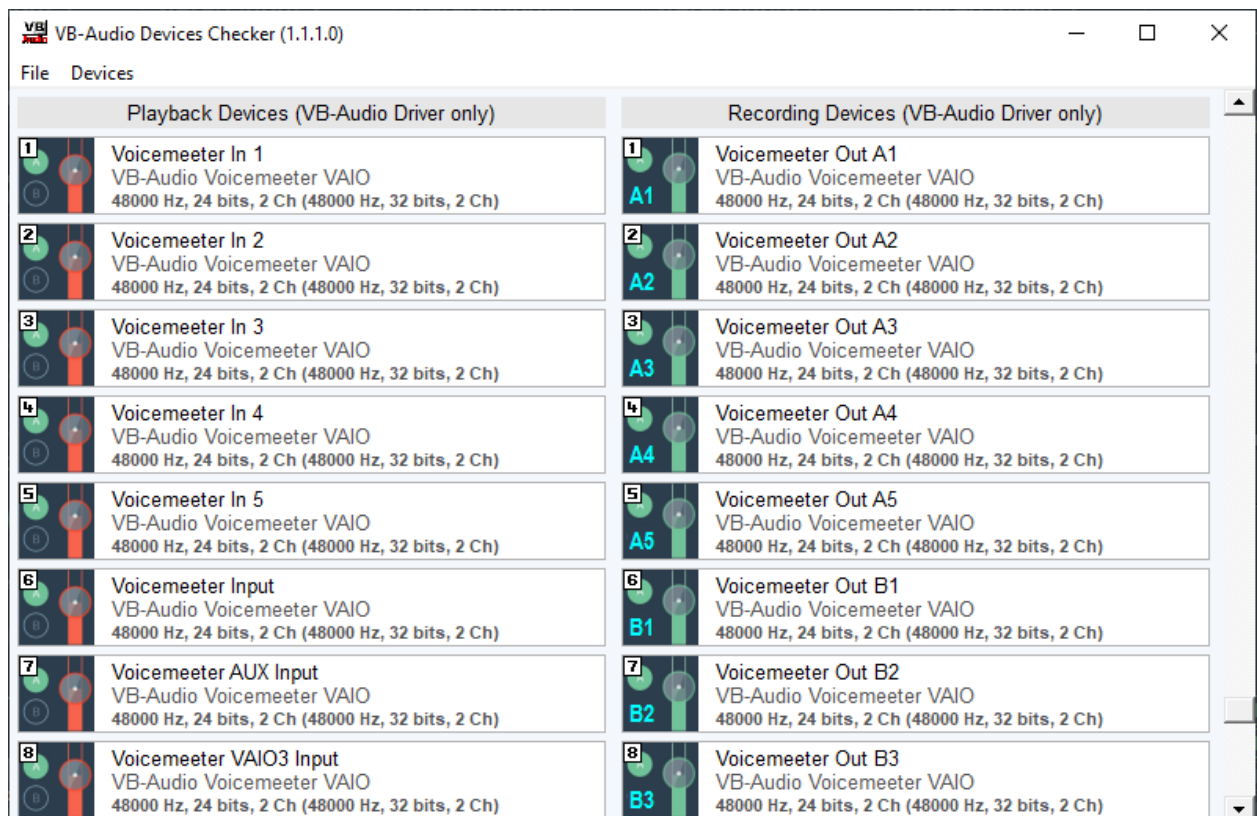 VB-Audio Devices Checker (1.1.1.0)
File Devices
Playback Devices (VB-Audio Driver only)
1
Voicemeeter In 1
VB-Audio Voicemeeter VAIO
48000 Hz, 24 bits, 2 Ch (48000 Hz, 32 bits, 2 Ch)
2
Voicemeeter In 2
VB-Audio Voicemeeter VAIO
48000 Hz, 24 bits, 2 Ch (48000 Hz, 32 bits, 2 Ch)
3
Voicemeeter In 3
VB-Audio Voicemeeter VAIO
48000 Hz, 24 bits, 2 Ch (48000 Hz, 32 bits, 2 Ch)
4
Voicemeeter In 4
VB-Audio Voicemeeter VAIO
48000 Hz, 24 bits, 2 Ch (48000 Hz, 32 bits, 2 Ch)
5
Voicemeeter In 5
VB-Audio Voicemeeter VAIO
48000 Hz, 24 bits, 2 Ch (48000 Hz, 32 bits, 2 Ch)
6
Voicemeeter Input
VB-Audio Voicemeeter VAIO
48000 Hz, 24 bits, 2 Ch (48000 Hz, 32 bits, 2 Ch)
7
Voicemeeter AUX Input
VB-Audio Voicemeeter VAIO
48000 Hz, 24 bits, 2 Ch (48000 Hz, 32 bits, 2 Ch)
8
Voicemeeter VAIO3 Input
VB-Audio Voicemeeter VAIO
48000 Hz, 24 bits, 2 Ch (48000 Hz, 32 bits, 2 Ch)
Recording Devices (VB-Audio Driver only)
1
A1
Voicemeeter Out A1
VB-Audio Voicemeeter VAIO
48000 Hz, 24 bits, 2 Ch (48000 Hz, 32 bits, 2 Ch)
2
A2
Voicemeeter Out A2
VB-Audio Voicemeeter VAIO
48000 Hz, 24 bits, 2 Ch (48000 Hz, 32 bits, 2 Ch)
3
A3
Voicemeeter Out A3
VB-Audio Voicemeeter VAIO
48000 Hz, 24 bits, 2 Ch (48000 Hz, 32 bits, 2 Ch)
4
A4
Voicemeeter Out A4
VB-Audio Voicemeeter VAIO
48000 Hz, 24 bits, 2 Ch (48000 Hz, 32 bits, 2 Ch)
5
A5
Voicemeeter Out A5
VB-Audio Voicemeeter VAIO
48000 Hz, 24 bits, 2 Ch (48000 Hz, 32 bits, 2 Ch)
6
B1
Voicemeeter Out B1
VB-Audio Voicemeeter VAIO
48000 Hz, 24 bits, 2 Ch (48000 Hz, 32 bits, 2 Ch)
7
B2
Voicemeeter Out B2
VB-Audio Voicemeeter VAIO
48000 Hz, 24 bits, 2 Ch (48000 Hz, 32 bits, 2 Ch)
8
B3
Voicemeeter Out B3
VB-Audio Voicemeeter VAIO
48000 Hz, 24 bits, 2 Ch (48000 Hz, 32 bits, 2 Ch)